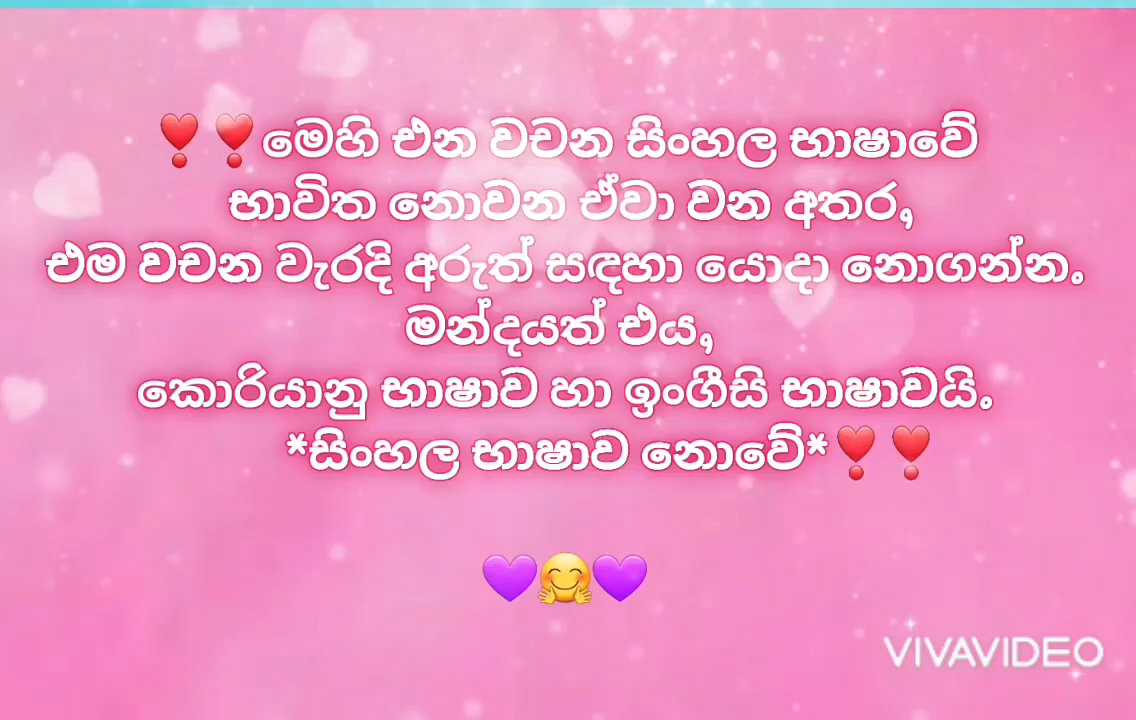 ❣️❣️මෙහි එන වචන සිංහල භාෂාවේ
භාවිත නොවන ඒවා වන අතර,
එම වචන වැරදි අරුත් සඳහා යොදා නොගන්න.
මන්දයත් එය,
කොරියානු භාෂාව හා ඉංගීසි භාෂාවයි.
*සිංහල භාෂාව නොවේ*❣️❣️
💜🤗💜
VIVAVIDEO